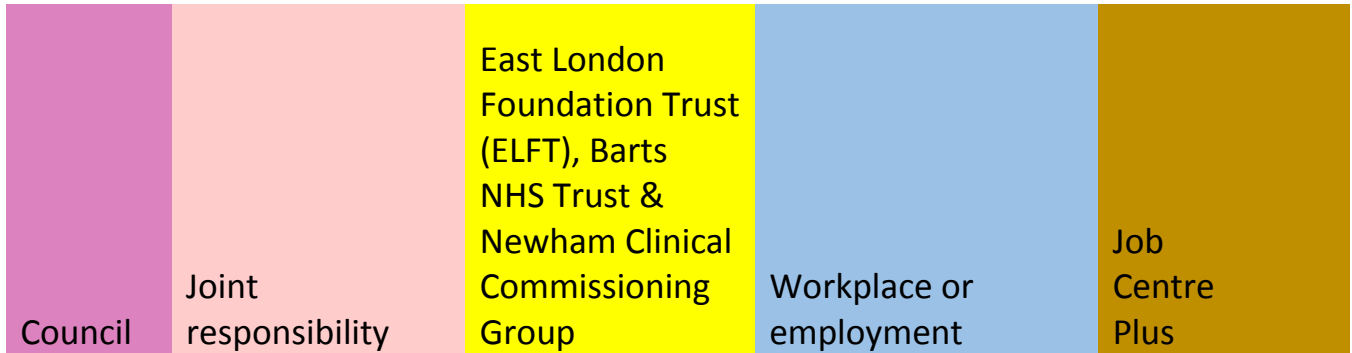 Council
Joint
responsibility
East London
Foundation Trust
(ELFT), Barts
NHS Trust &
Newham Clinical
Commissioning
Group
Workplace or
employment
Job
Centre
Plus